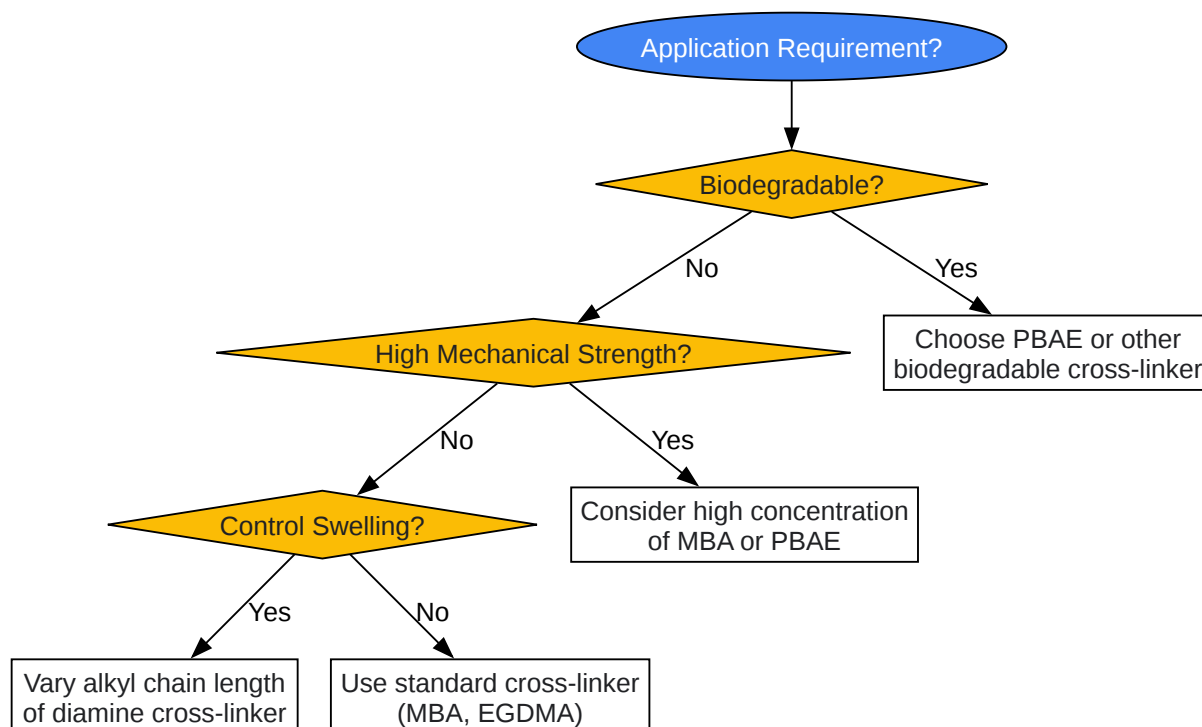 Application Requirement?
Biodegradable?
No
Yes
High Mechanical Strength?
Choose PBAE or other
biodegradable cross-linker
No
Yes
Control Swelling?
Consider high concentration
of MBA or PBAE
Yes
No
Vary alkyl chain length
of diamine cross-linker
Use standard cross-linker
(MBA, EGDMA)